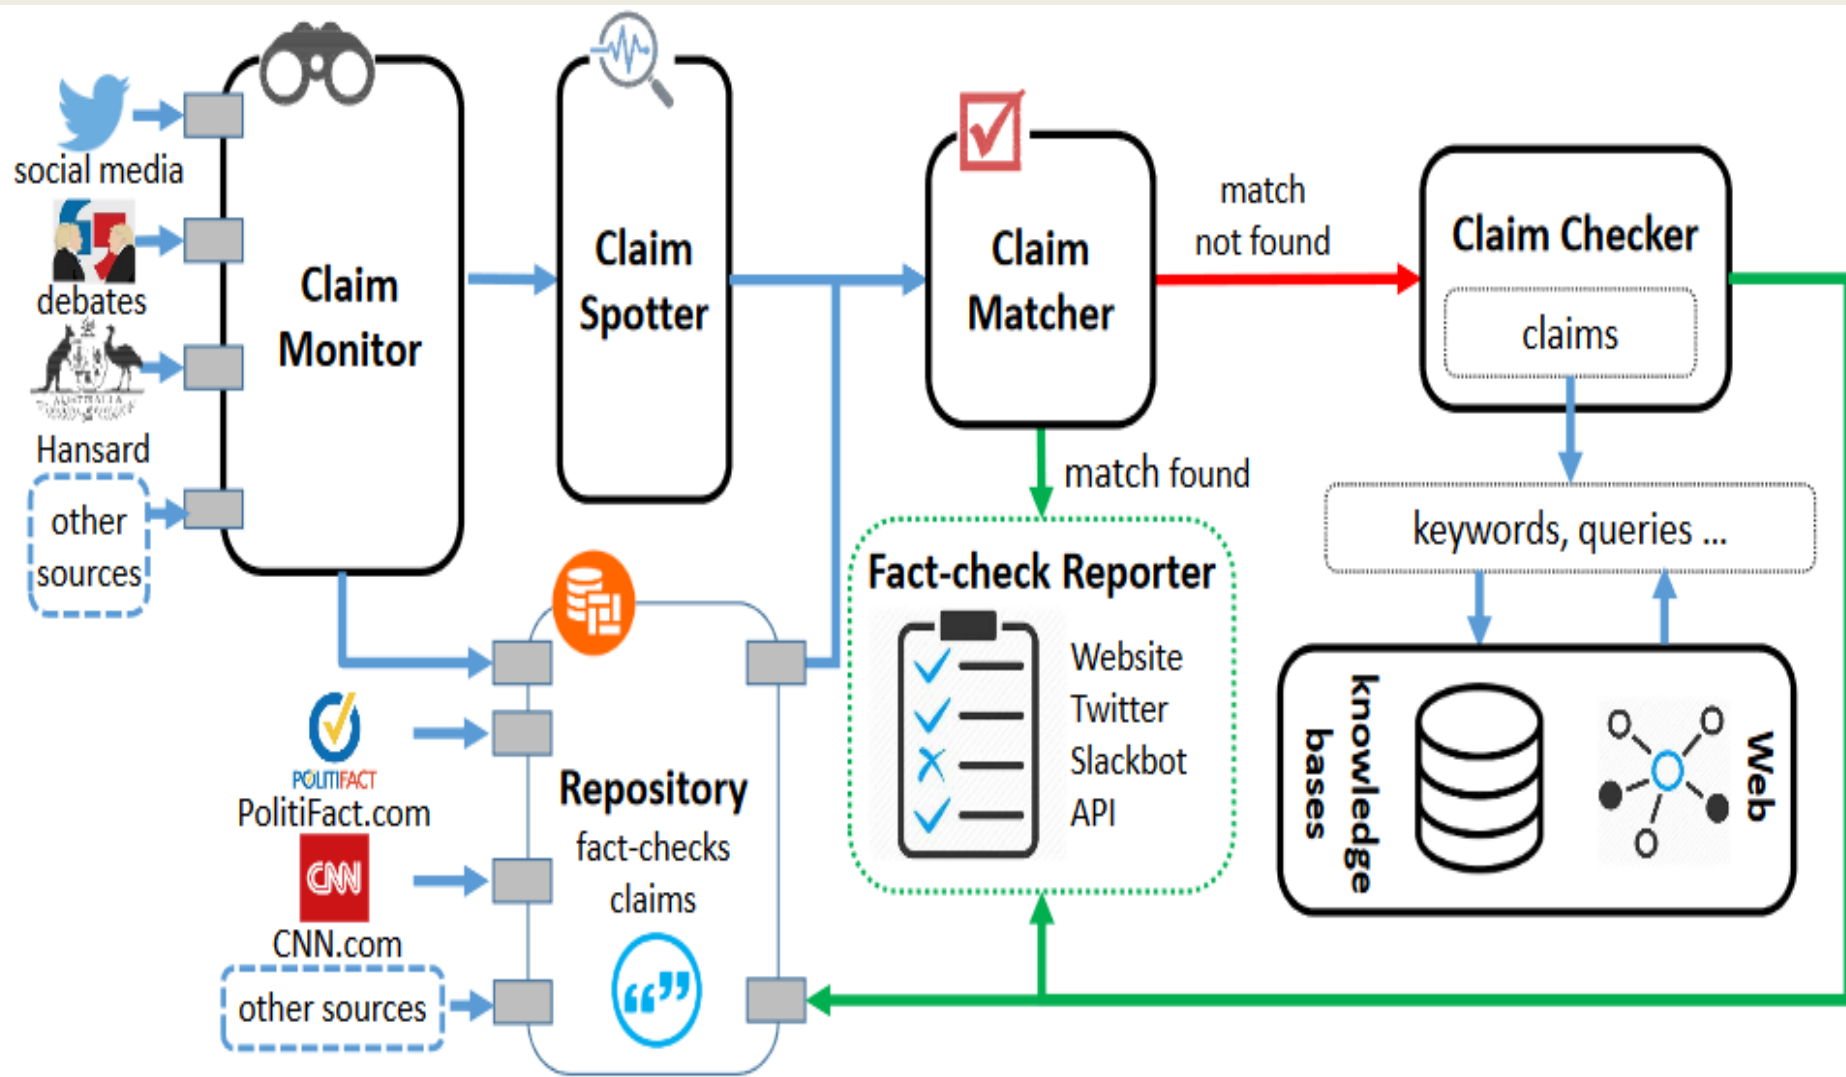 social media
debates
AUSTRALIA
Hansard
other
sources
Claim
Monitor
Claim
Spotter
Claim
Matcher
match
not found
Claim Checker
claims
match found
keywords, queries ...
Fact-check Reporter
Website
Twitter
Slackbot
API
knowledge
bases
Web
POLITIFACT
PolitiFact.com
CNN
CNN.com
other sources
Repository
fact-checks
claims